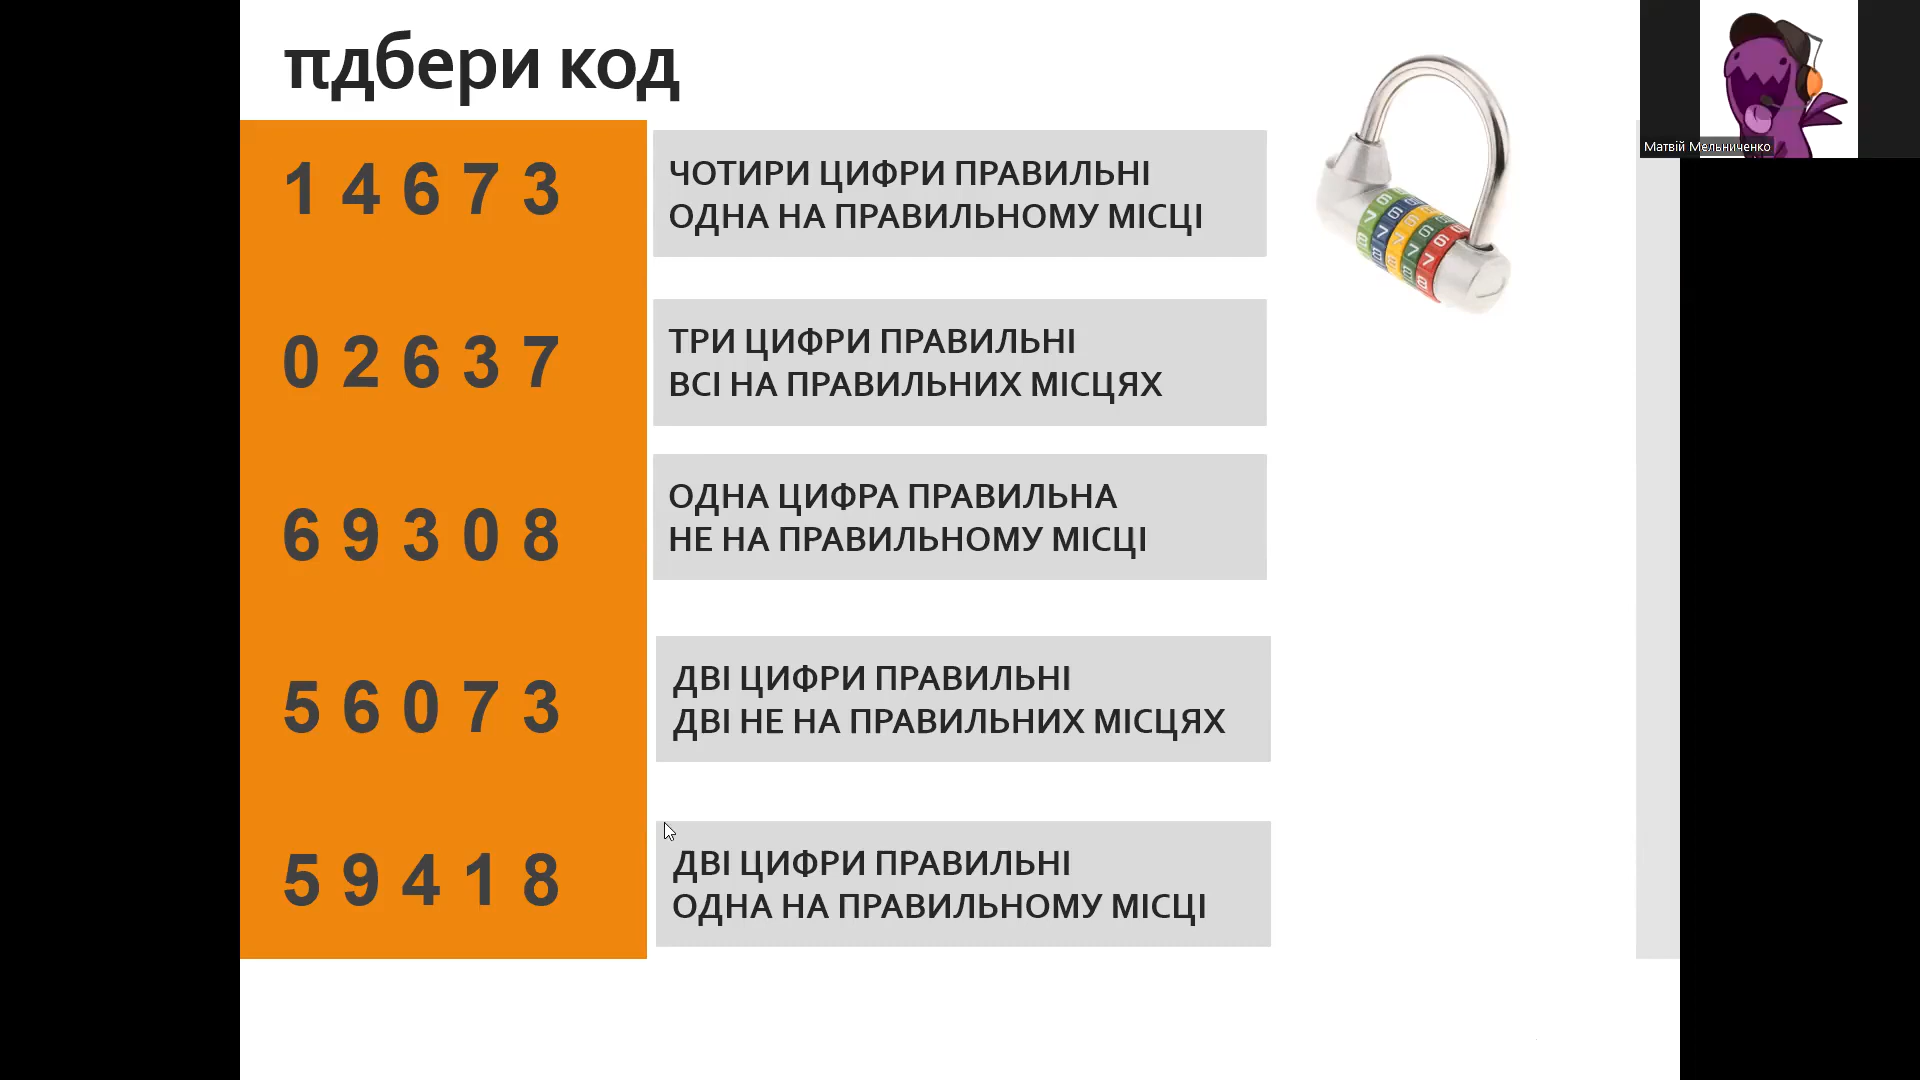 πдбери код
1 4 6 7 3
ЧОТИРИ ЦИФРИ ПРАВИЛЬНІ
ОДНА НА ПРАВИЛЬНОМУ МІСЦІ
0 2 6 3 7
ТРИ ЦИФРИ ПРАВИЛЬНІ
ВСІ НА ПРАВИЛЬНИХ МІСЦЯХ
6 9 3 0 8
ОДНА ЦИФРА ПРАВИЛЬНА
НЕ НА ПРАВИЛЬНОМУ МІСЦІ
5 6 0 7 3
ДВІ ЦИФРИ ПРАВИЛЬНІ
ДВІ НЕ НА ПРАВИЛЬНИХ МІСЦЯХ
5 9 4 1 8
ДВІ ЦИФРИ ПРАВИЛЬНІ
ОДНА НА ПРАВИЛЬНОМУ МІСЦІ
Матвій Мельниченко